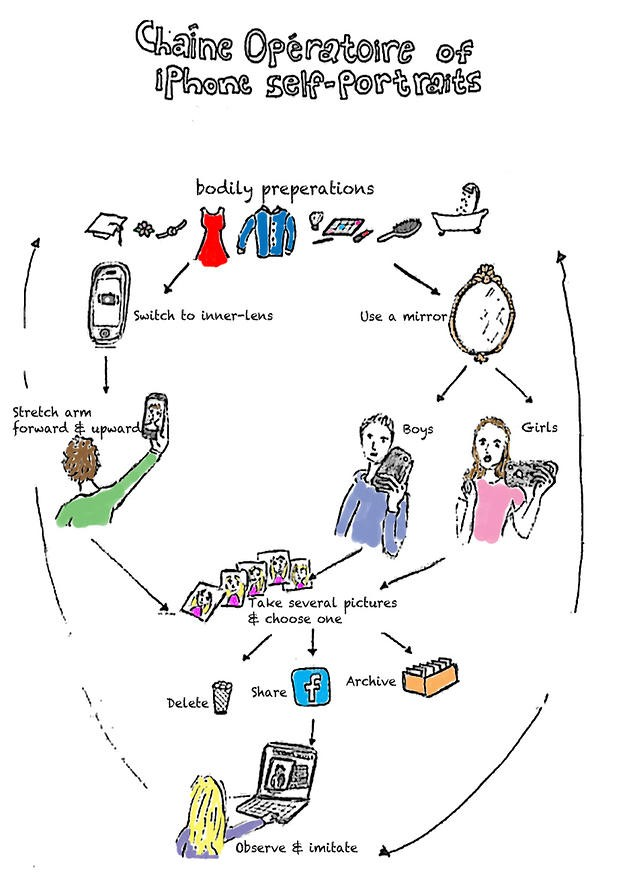 Chaîne Opératoire of
iPhone self-Portraits
bodily preperations
Switch to inner-lens
Use a mirror
Stretch arm
forward & upward
Boys
Girls
Take several pictures
& choose one
Delete
Share
f
Archive
Observe & imitate